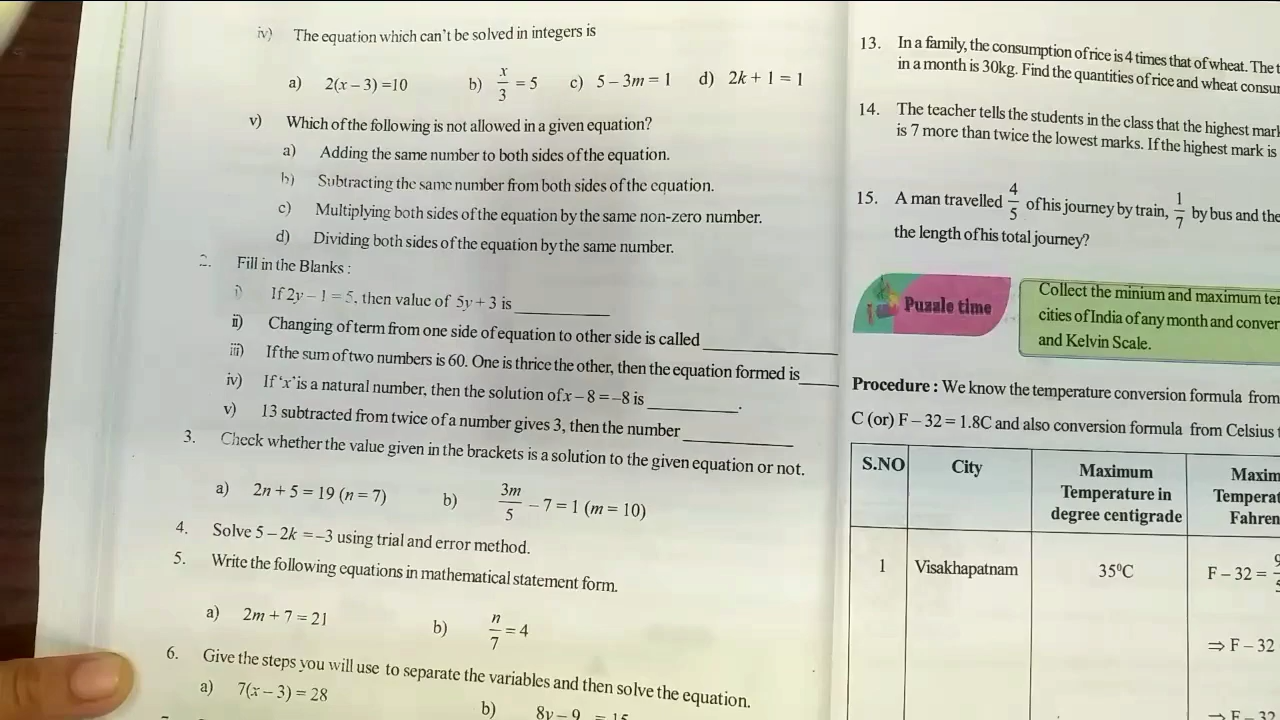 iv) The equation which can't be solved in integers is
a) 2(x – 3) =10 b) x/3 = 5 c) 5 – 3m = 1 d) 2k + 1 = 1
v) Which of the following is not allowed in a given equation?
a) Adding the same number to both sides of the equation.
b) Subtracting the same number from both sides of the equation.
c) Multiplying both sides of the equation by the same non-zero number.
d) Dividing both sides of the equation by the same number.
2. Fill in the Blanks :
i) If 2y – 1 = 5, then value of 5y + 3 is ____________
ii) Changing of term from one side of equation to other side is called ____________
iii) If the sum of two numbers is 60. One is thrice the other, then the equation formed is____
iv) If ‘x’ is a natural number, then the solution of x – 8 = –8 is ____________.
v) 13 subtracted from twice of a number gives 3, then the number ____________
3. Check whether the value given in the brackets is a solution to the given equation or not.
a) 2n + 5 = 19 (n = 7) b) 3m/5 – 7 = 1 (m = 10)
4. Solve 5 – 2k = –3 using trial and error method.
5. Write the following equations in mathematical statement form.
a) 2m + 7 = 21 b) n/7 = 4
6. Give the steps you will use to separate the variables and then solve the equation.
a) 7(x – 3) = 28 b) 8y – 9 = 15
13. In a family, the consumption of rice is 4 times that of wheat. The
in a month is 30kg. Find the quantities of rice and wheat
14. The teacher tells the students in the class that the highest
is 7 more than twice the lowest marks. If the highest mark is
15. A man travelled 4/5 of his journey by train, 1/7 by bus and the
the length of his total journey?
Puzzle time
Collect the minium and maximum
cities of India of any month and
and Kelvin Scale.
Procedure : We know the temperature conversion formula from
C (or) F – 32 = 1.8C and also conversion formula from Celsius
S.NO City Maximum Temperature in degree centigrade
1 Visakhapatnam 35⁰C F – 32 =
⇒ F – 32
⇒ F – 32